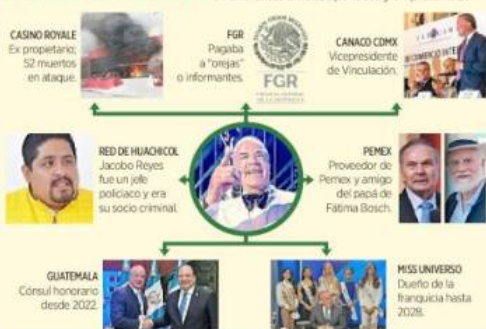 CASINO ROYALE
Ex propietario;
52 muertos
en ataque.
FGR
Pagaba
a "orejas"
o informantes.
FGR
CANACO CDMX
Vicepresidente
de Vinculación.
RED DE HUACHICOL
Jacobo Reyes
fue un jefe
policiaco y era
su socio criminal.
PEMEX
Proveedor de
Pemex y amigo
del papá de
Fátima Bosch.
GUATEMALA
Cónsul honorario
desde 2022.
MISS UNIVERSO
Dueño de la
franquicia hasta
2028.